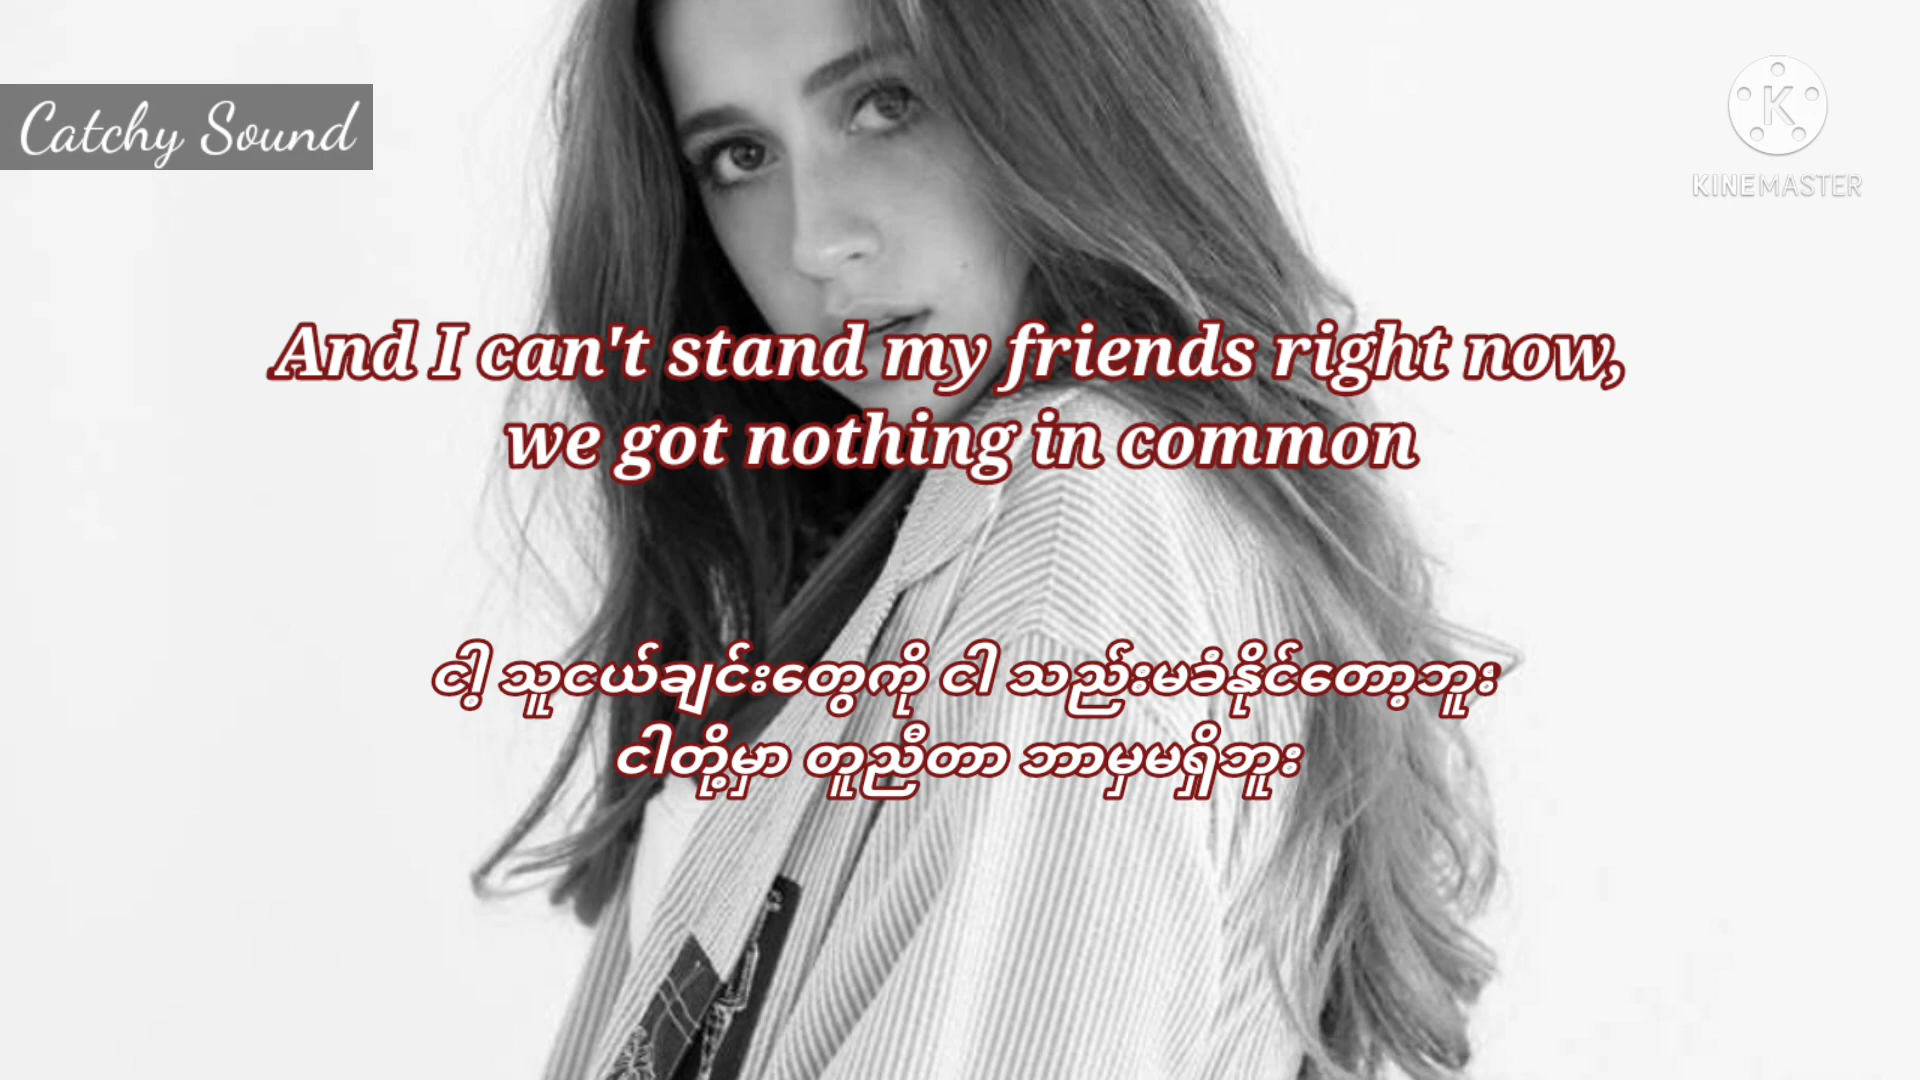 Catchy Sound
K
KINEMASTER
And I can't stand my friends right now,
we got nothing in common
ငါ့ သူငယ်ချင်းတွေကို ငါ သည်းမခံနိုင်တော့ဘူး
ငါတို့မှာ တူညီတာ ဘာမှမရှိဘူး